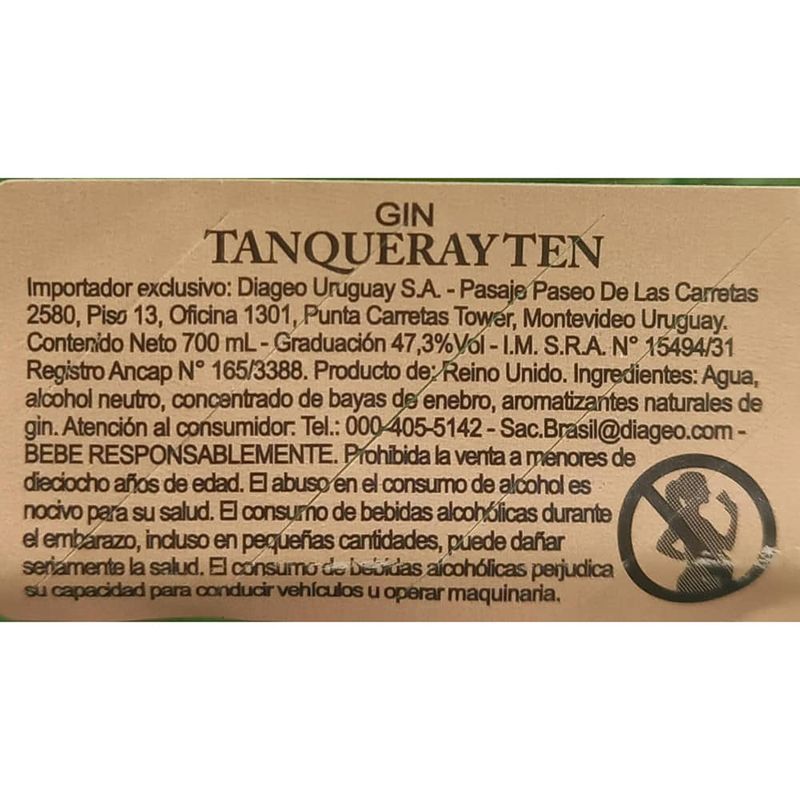 GIN
TANQUERAY TEN
Importador exclusivo: Diageo Uruguay S.A. - Pasaje Paseo De Las Carretas
2580, Piso 13, Oficina 1301, Punta Carretas Tower, Montevideo Uruguay.
Contenido Neto 700 mL - Graduación 47,3%Vol - I.M. S.R.A. N° 15494/31
Registro Ancap N° 165/3388. Producto de: Reino Unido. Ingredientes: Agua,
alcohol neutro, concentrado de bayas de enebro, aromatizantes naturales de
gin. Atención al consumidor: Tel.: 000-405-5142 - Sac.Brasil@diageo.com -
BEBE RESPONSABLEMENTE. Prohibida la venta a menores de
dieciocho años de edad. El abuso en el consumo de alcohol es
nocivo para su salud. El consumo de bebidas alcohólicas durante
el embarazo, incluso en pequeñas cantidades, puede dañar
seriamente la salud. El consumo de bebidas alcohólicas perjudica
su capacidad para conducir vehículos u operar maquinaria.